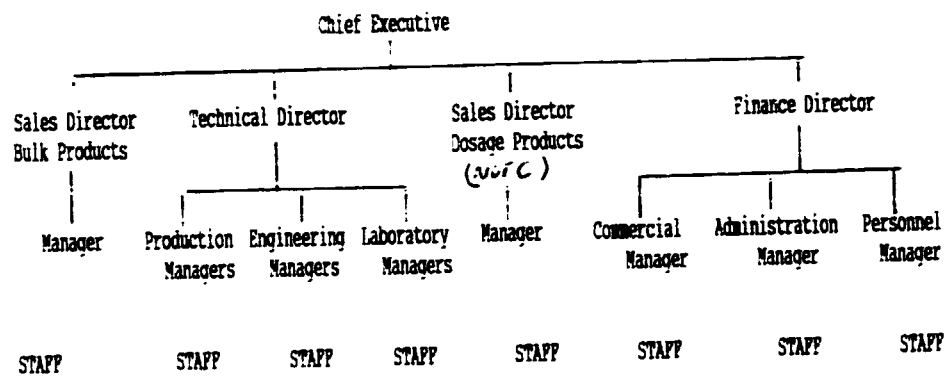 Chief Executive
Sales Director
Bulk Products
Technical Director
Sales Director
Dosage Products
Finance Director
Manager
Production
Managers
Engineering
Managers
Laboratory
Managers
Manager
Commercial
Manager
Administration
Manager
Personnel
Manager
STAFF STAFF STAFF STAFF STAFF STAFF STAFF STAFF